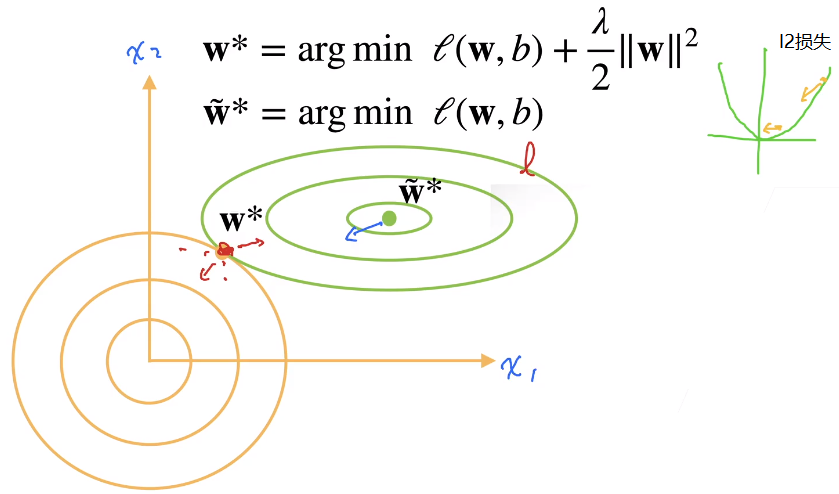 w* = arg min ℓ(w, b) + λ/2 ‖w‖²
l2损失
x₂
w̃* = arg min ℓ(w, b)
ℓ
w̃*
w*
x₁